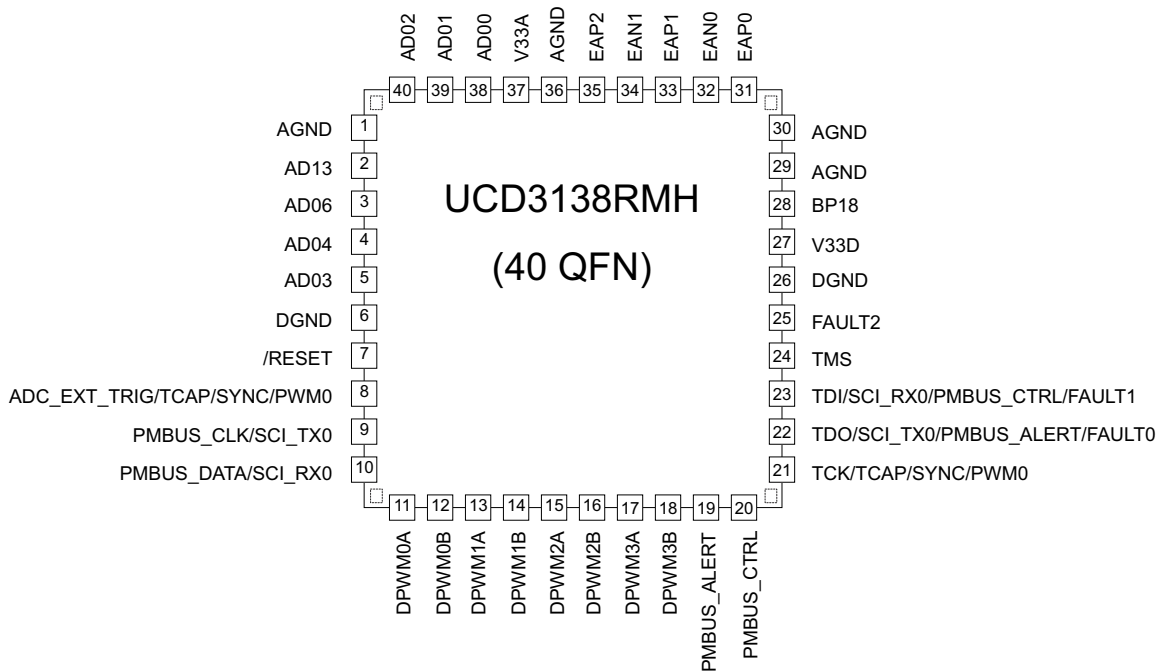 AD02
AD01
AD00
V33A
AGND
EAP2
EAN1
EAP1
EAN0
EAP0
40
39
38
37
36
35
34
33
32
31
AGND
1
AD13
2
AD06
3
AD04
4
AD03
5
DGND
6
/RESET
7
ADC_EXT_TRIG/TCAP/SYNC/PWM0
8
PMBUS_CLK/SCI_TX0
9
PMBUS_DATA/SCI_RX0
10
UCD3138RMH
(40 QFN)
30
AGND
29
AGND
28
BP18
27
V33D
26
DGND
25
FAULT2
24
TMS
23
TDI/SCI_RX0/PMBUS_CTRL/FAULT1
22
TDO/SCI_TX0/PMBUS_ALERT/FAULT0
21
TCK/TCAP/SYNC/PWM0
11
12
13
14
15
16
17
18
19
20
DPWM0A
DPWM0B
DPWM1A
DPWM1B
DPWM2A
DPWM2B
DPWM3A
DPWM3B
PMBUS_ALERT
PMBUS_CTRL